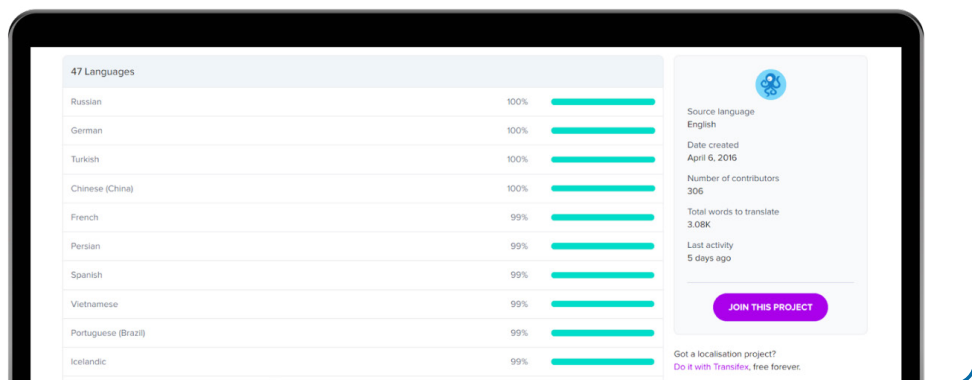 47 Languages
Russian 100%
German 100%
Turkish 100%
Chinese (China) 100%
French 99%
Persian 99%
Spanish 99%
Vietnamese 99%
Portuguese (Brazil) 99%
Icelandic 99%
Source language
English
Date created
April 6, 2016
Number of contributors
306
Total words to translate
3.08K
Last activity
5 days ago
JOIN THIS PROJECT
Got a localisation project?
Do it with Transifex, free forever.